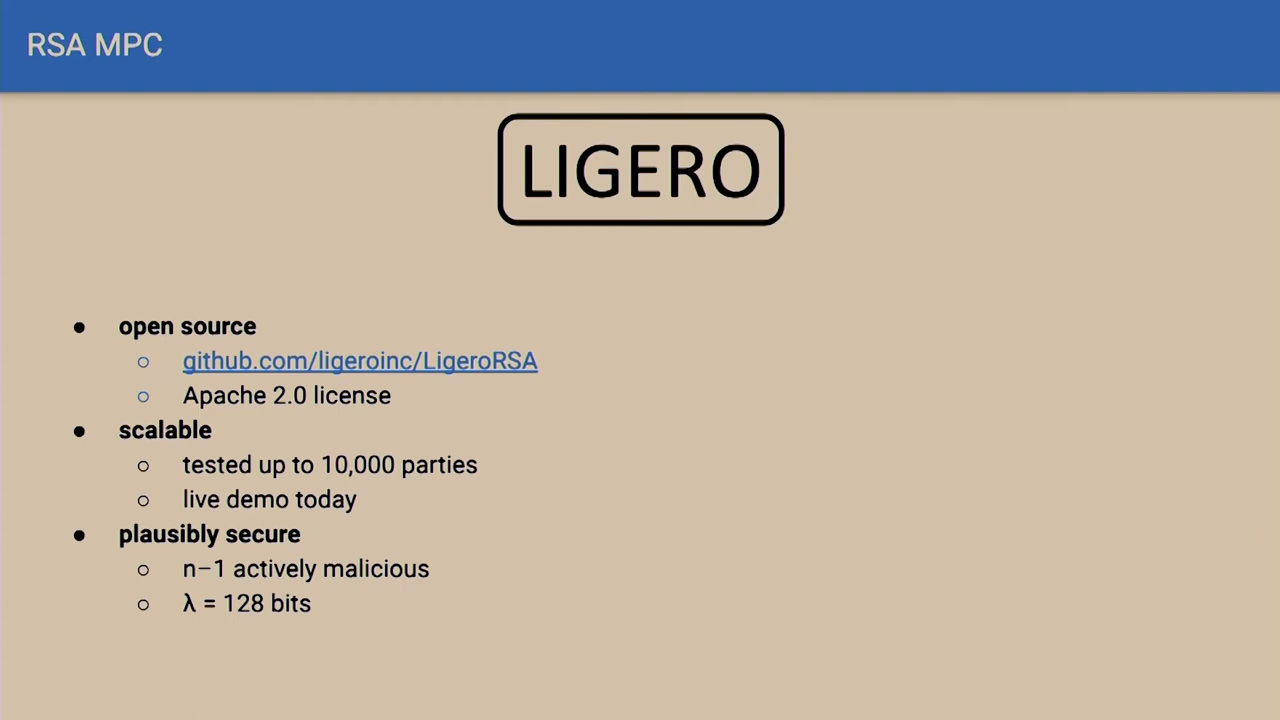 RSA MPC
LIGERO
● open source
○ github.com/ligeroinc/LigeroRSA
○ Apache 2.0 license
● scalable
○ tested up to 10,000 parties
○ live demo today
● plausibly secure
○ n−1 actively malicious
○ λ = 128 bits